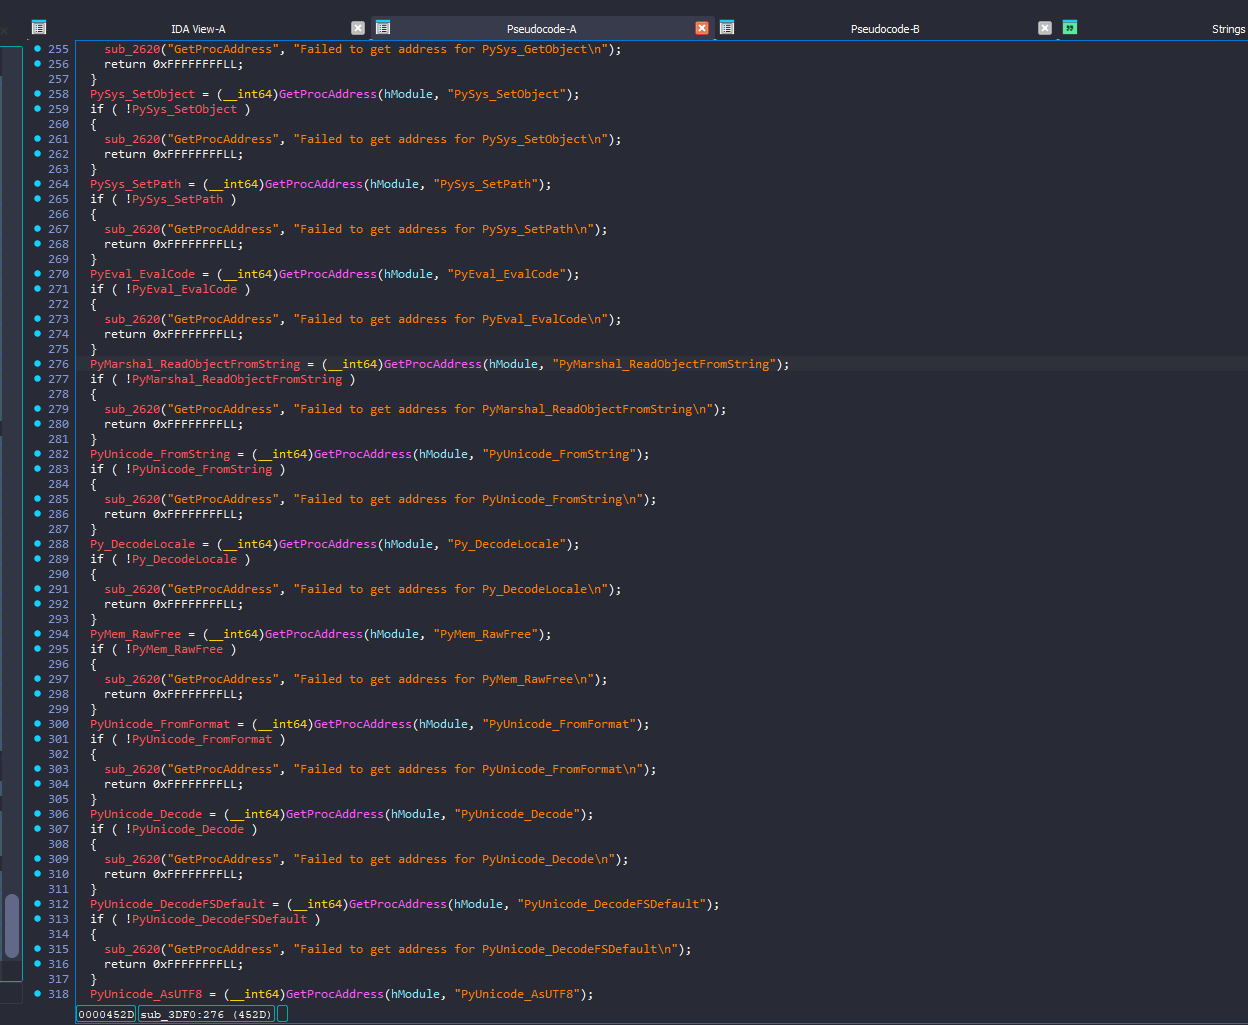 IDA View-A Pseudocode-A Pseudocode-B Strings
255 sub_2620("GetProcAddress", "Failed to get address for PySys_GetObject\n");
256 return 0xFFFFFFFFLL;
257 }
258 PySys_SetObject = (__int64)GetProcAddress(hModule, "PySys_SetObject");
259 if ( !PySys_SetObject )
260 {
261 sub_2620("GetProcAddress", "Failed to get address for PySys_SetObject\n");
262 return 0xFFFFFFFFLL;
263 }
264 PySys_SetPath = (__int64)GetProcAddress(hModule, "PySys_SetPath");
265 if ( !PySys_SetPath )
266 {
267 sub_2620("GetProcAddress", "Failed to get address for PySys_SetPath\n");
268 return 0xFFFFFFFFLL;
269 }
270 PyEval_EvalCode = (__int64)GetProcAddress(hModule, "PyEval_EvalCode");
271 if ( !PyEval_EvalCode )
272 {
273 sub_2620("GetProcAddress", "Failed to get address for PyEval_EvalCode\n");
274 return 0xFFFFFFFFLL;
275 }
276 PyMarshal_ReadObjectFromString = (__int64)GetProcAddress(hModule, "PyMarshal_ReadObjectFromString");
277 if ( !PyMarshal_ReadObjectFromString )
278 {
279 sub_2620("GetProcAddress", "Failed to get address for PyMarshal_ReadObjectFromString\n");
280 return 0xFFFFFFFFLL;
281 }
282 PyUnicode_FromString = (__int64)GetProcAddress(hModule, "PyUnicode_FromString");
283 if ( !PyUnicode_FromString )
284 {
285 sub_2620("GetProcAddress", "Failed to get address for PyUnicode_FromString\n");
286 return 0xFFFFFFFFLL;
287 }
288 Py_DecodeLocale = (__int64)GetProcAddress(hModule, "Py_DecodeLocale");
289 if ( !Py_DecodeLocale )
290 {
291 sub_2620("GetProcAddress", "Failed to get address for Py_DecodeLocale\n");
292 return 0xFFFFFFFFLL;
293 }
294 PyMem_RawFree = (__int64)GetProcAddress(hModule, "PyMem_RawFree");
295 if ( !PyMem_RawFree )
296 {
297 sub_2620("GetProcAddress", "Failed to get address for PyMem_RawFree\n");
298 return 0xFFFFFFFFLL;
299 }
300 PyUnicode_FromFormat = (__int64)GetProcAddress(hModule, "PyUnicode_FromFormat");
301 if ( !PyUnicode_FromFormat )
302 {
303 sub_2620("GetProcAddress", "Failed to get address for PyUnicode_FromFormat\n");
304 return 0xFFFFFFFFLL;
305 }
306 PyUnicode_Decode = (__int64)GetProcAddress(hModule, "PyUnicode_Decode");
307 if ( !PyUnicode_Decode )
308 {
309 sub_2620("GetProcAddress", "Failed to get address for PyUnicode_Decode\n");
310 return 0xFFFFFFFFLL;
311 }
312 PyUnicode_DecodeFSDefault = (__int64)GetProcAddress(hModule, "PyUnicode_DecodeFSDefault");
313 if ( !PyUnicode_DecodeFSDefault )
314 {
315 sub_2620("GetProcAddress", "Failed to get address for PyUnicode_DecodeFSDefault\n");
316 return 0xFFFFFFFFLL;
317 }
318 PyUnicode_AsUTF8 = (__int64)GetProcAddress(hModule, "PyUnicode_AsUTF8");
0000452D sub_3DF0:276 (452D)